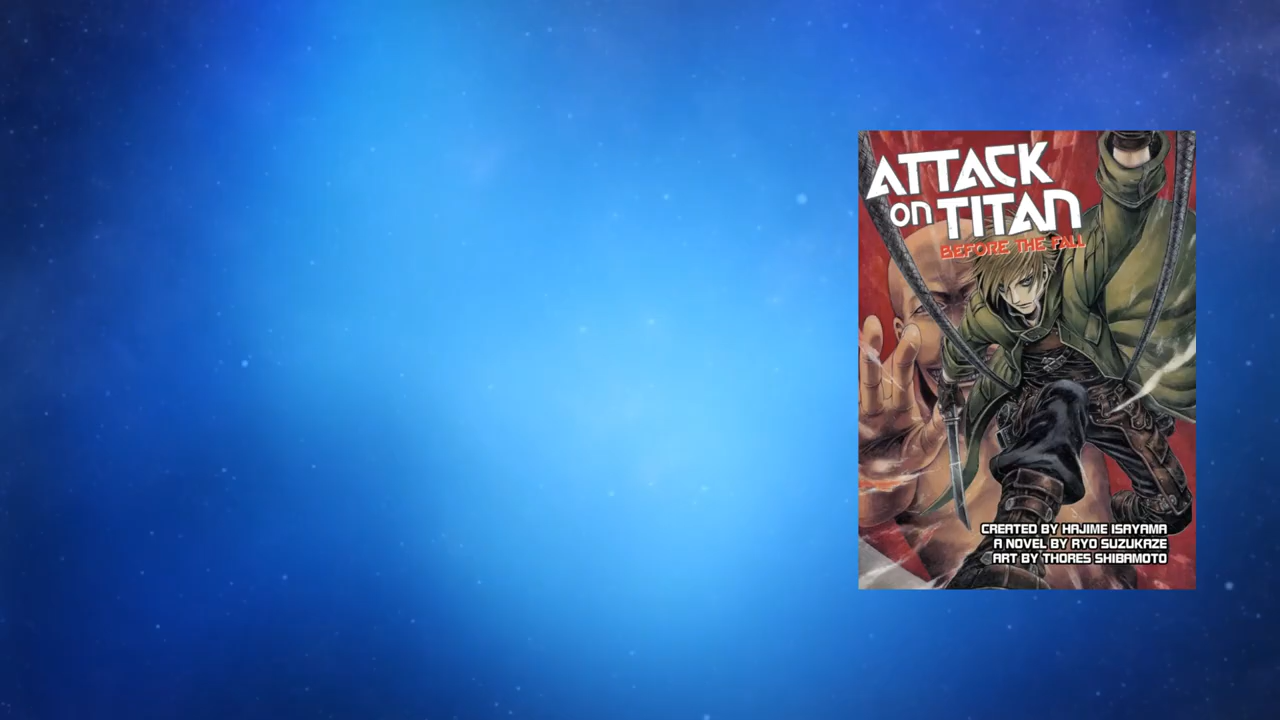 ATTACK
on TITAN
BEFORE THE FALL
CREATED BY HAJIME ISAYAMA
A NOVEL BY RYO SUZUKAZE
ART BY THORES SHIBAMOTO